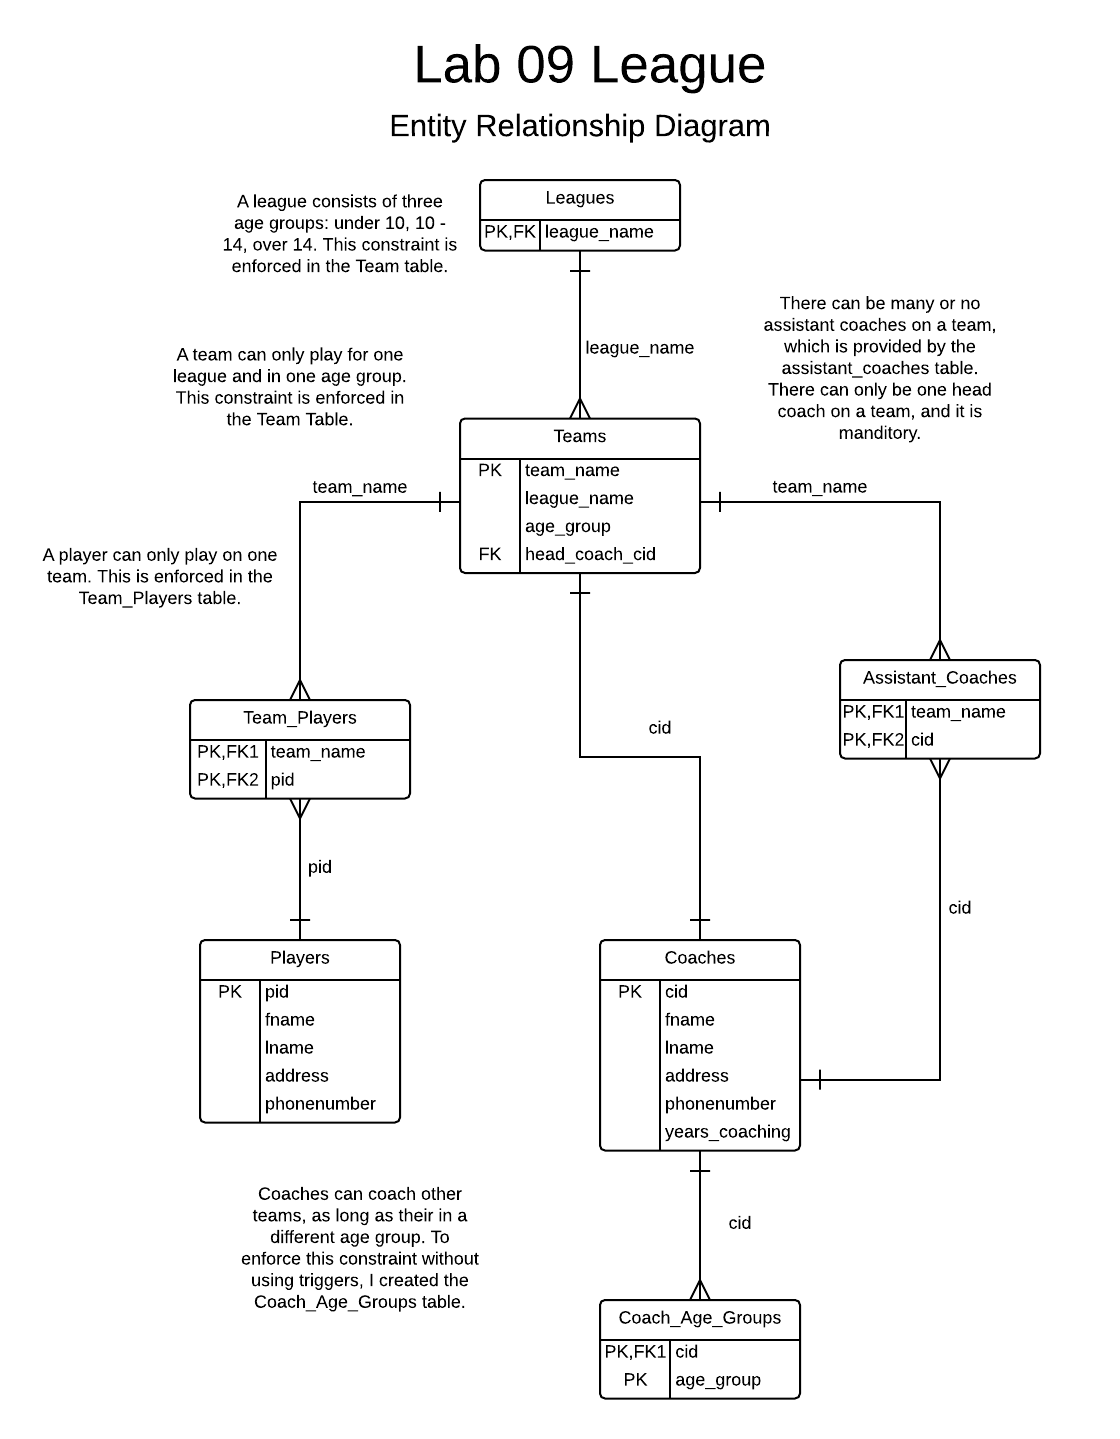 Lab 09 League
Entity Relationship Diagram
A league consists of three
age groups: under 10, 10 -
14, over 14. This constraint is
enforced in the Team table.
Leagues
PK,FK league_name
league_name
There can be many or no
assistant coaches on a team,
which is provided by the
assistant_coaches table.
There can only be one head
coach on a team, and it is
manditory.
A team can only play for one
league and in one age group.
This constraint is enforced in
the Team Table.
Teams
PK team_name
league_name
age_group
FK head_coach_cid
team_name
team_name
A player can only play on one
team. This is enforced in the
Team_Players table.
Team_Players
PK,FK1 team_name
PK,FK2 pid
cid
Assistant_Coaches
PK,FK1 team_name
PK,FK2 cid
pid
cid
Players
PK pid
fname
lname
address
phonenumber
Coaches
PK cid
fname
lname
address
phonenumber
years_coaching
Coaches can coach other
teams, as long as their in a
different age group. To
enforce this constraint without
using triggers, I created the
Coach_Age_Groups table.
cid
Coach_Age_Groups
PK,FK1 cid
PK age_group